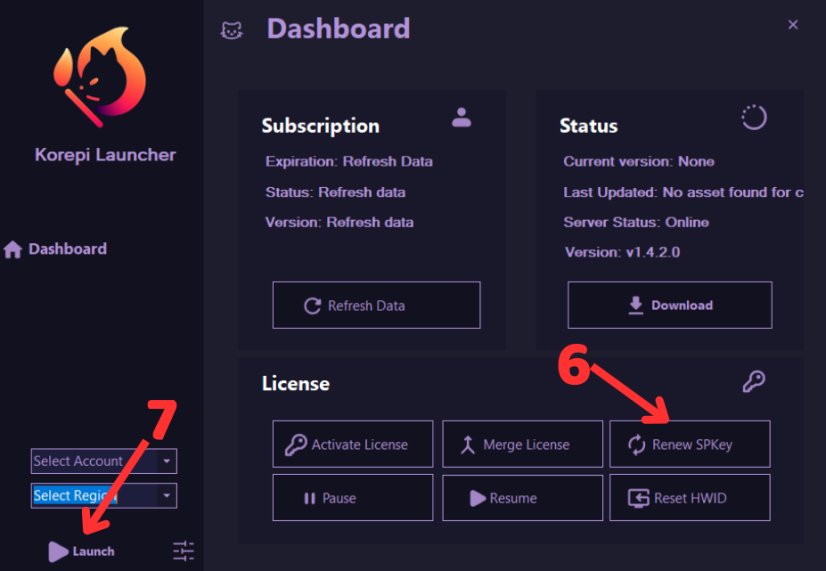 Dashboard
Korepi Launcher
Dashboard
Subscription
Expiration: Refresh Data
Status: Refresh data
Version: Refresh data
Refresh Data
Status
Current version: None
Last Updated: No asset found for c
Server Status: Online
Version: v1.4.2.0
Download
6
License
Activate License
Merge License
Renew SPKey
Pause
Resume
Reset HWID
7
Select Account
Select Region
Launch